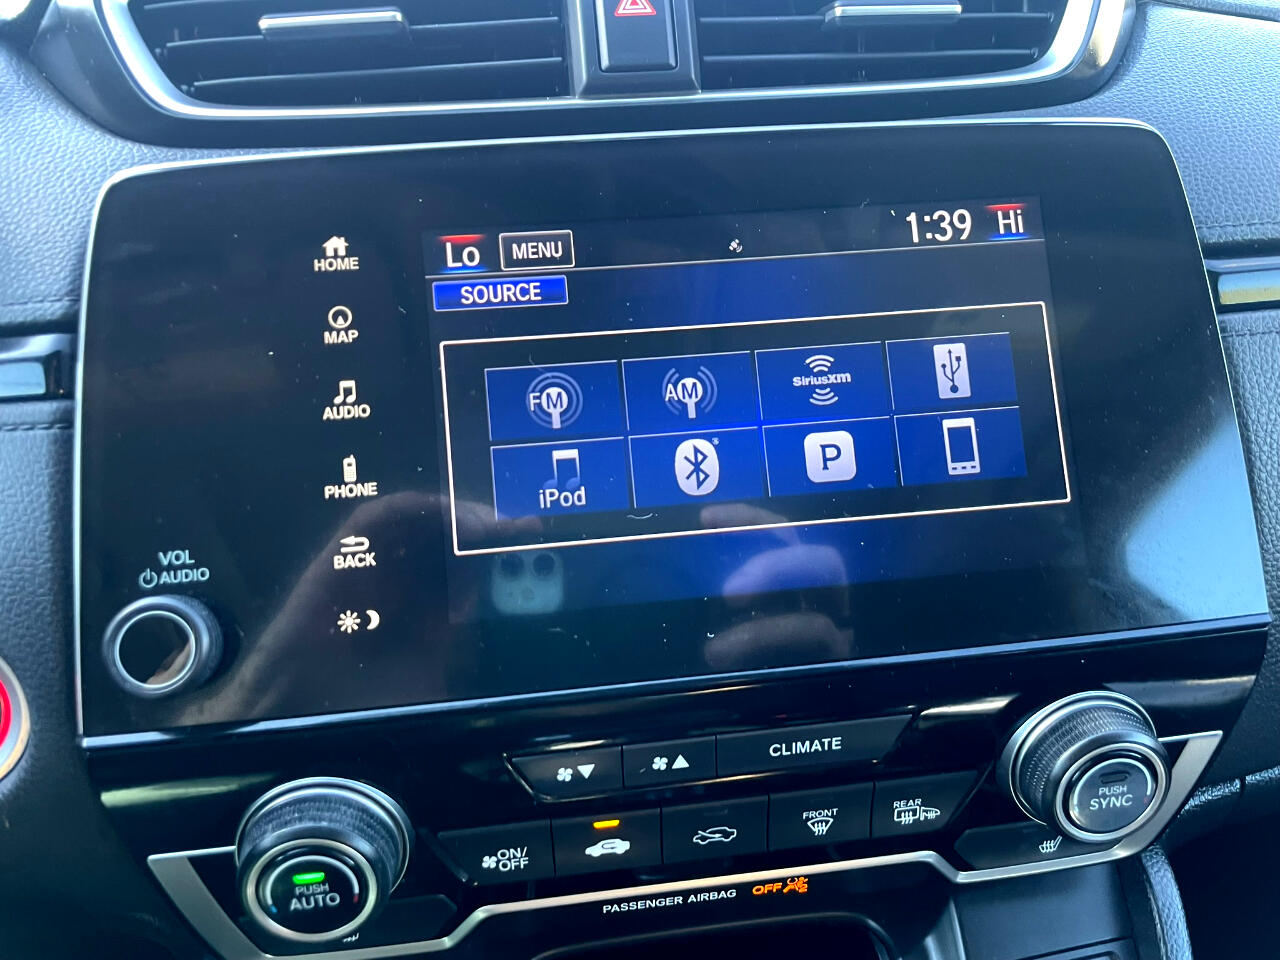 Lo MENU 1:39 Hi
SOURCE
HOME
MAP
AUDIO
PHONE
BACK
FM AM SiriusXM
iPod P
VOL
AUDIO
CLIMATE
ON/
OFF
FRONT
REAR
PUSH
AUTO
PUSH
SYNC
PASSENGER AIRBAG OFF